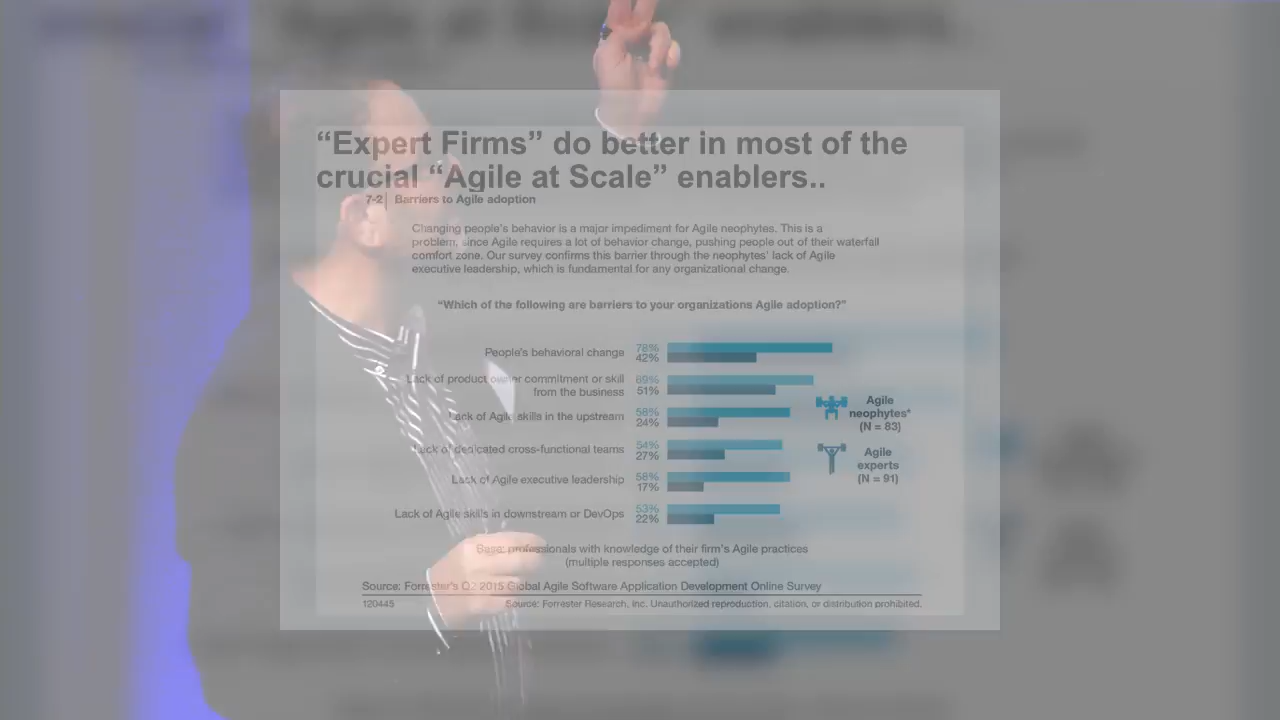 “Expert Firms” do better in most of the
crucial “Agile at Scale” enablers..
7-2 Barriers to Agile adoption
Changing people's behavior is a major impediment for Agile neophytes. This is a
problem, since Agile requires a lot of behavior change, pushing people out of their waterfall
comfort zone. Our survey confirms this barrier through the neophytes' lack of Agile
executive leadership, which is fundamental for any organizational change.
“Which of the following are barriers to your organizations Agile adoption?”
People's behavioral change
78%
42%
Lack of product owner commitment or skill
from the business
69%
51%
Lack of Agile skills in the upstream
58%
24%
Lack of dedicated cross-functional teams
54%
27%
Lack of Agile executive leadership
58%
17%
Lack of Agile skills in downstream or DevOps
53%
22%
Agile
neophytes*
(N = 83)
Agile
experts
(N = 91)
Base: professionals with knowledge of their firm's Agile practices
(multiple responses accepted)
Source: Forrester's Q2 2015 Global Agile Software Application Development Online Survey
120445
Source: Forrester Research, Inc. Unauthorized reproduction, citation, or distribution prohibited.